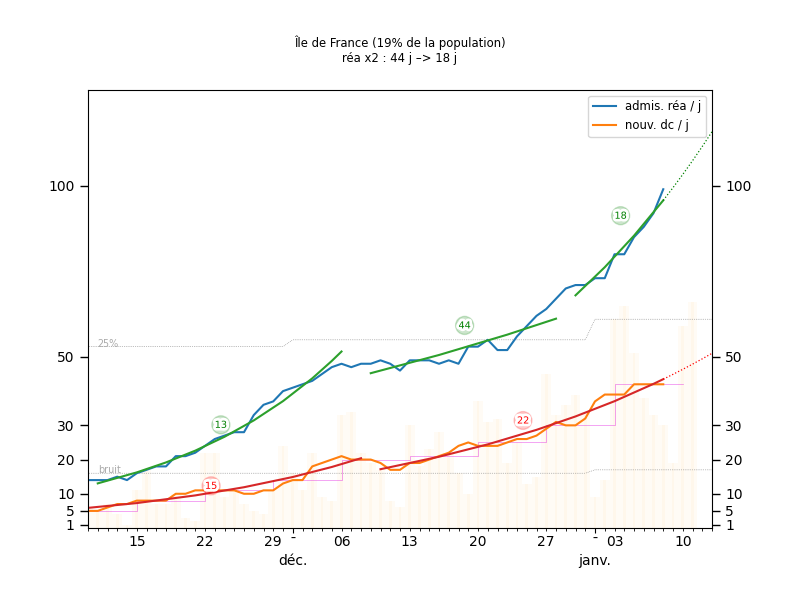 Île de France (19% de la population)
réa x2 : 44 j –> 18 j
admis. réa / j
nouv. dc / j
100
100
18
44
25%
50
50
13
22
30
30
20
20
bruit
15
10
10
5
5
1
1
15 22 29 - 06 13 20 27 - 03 10
déc. janv.